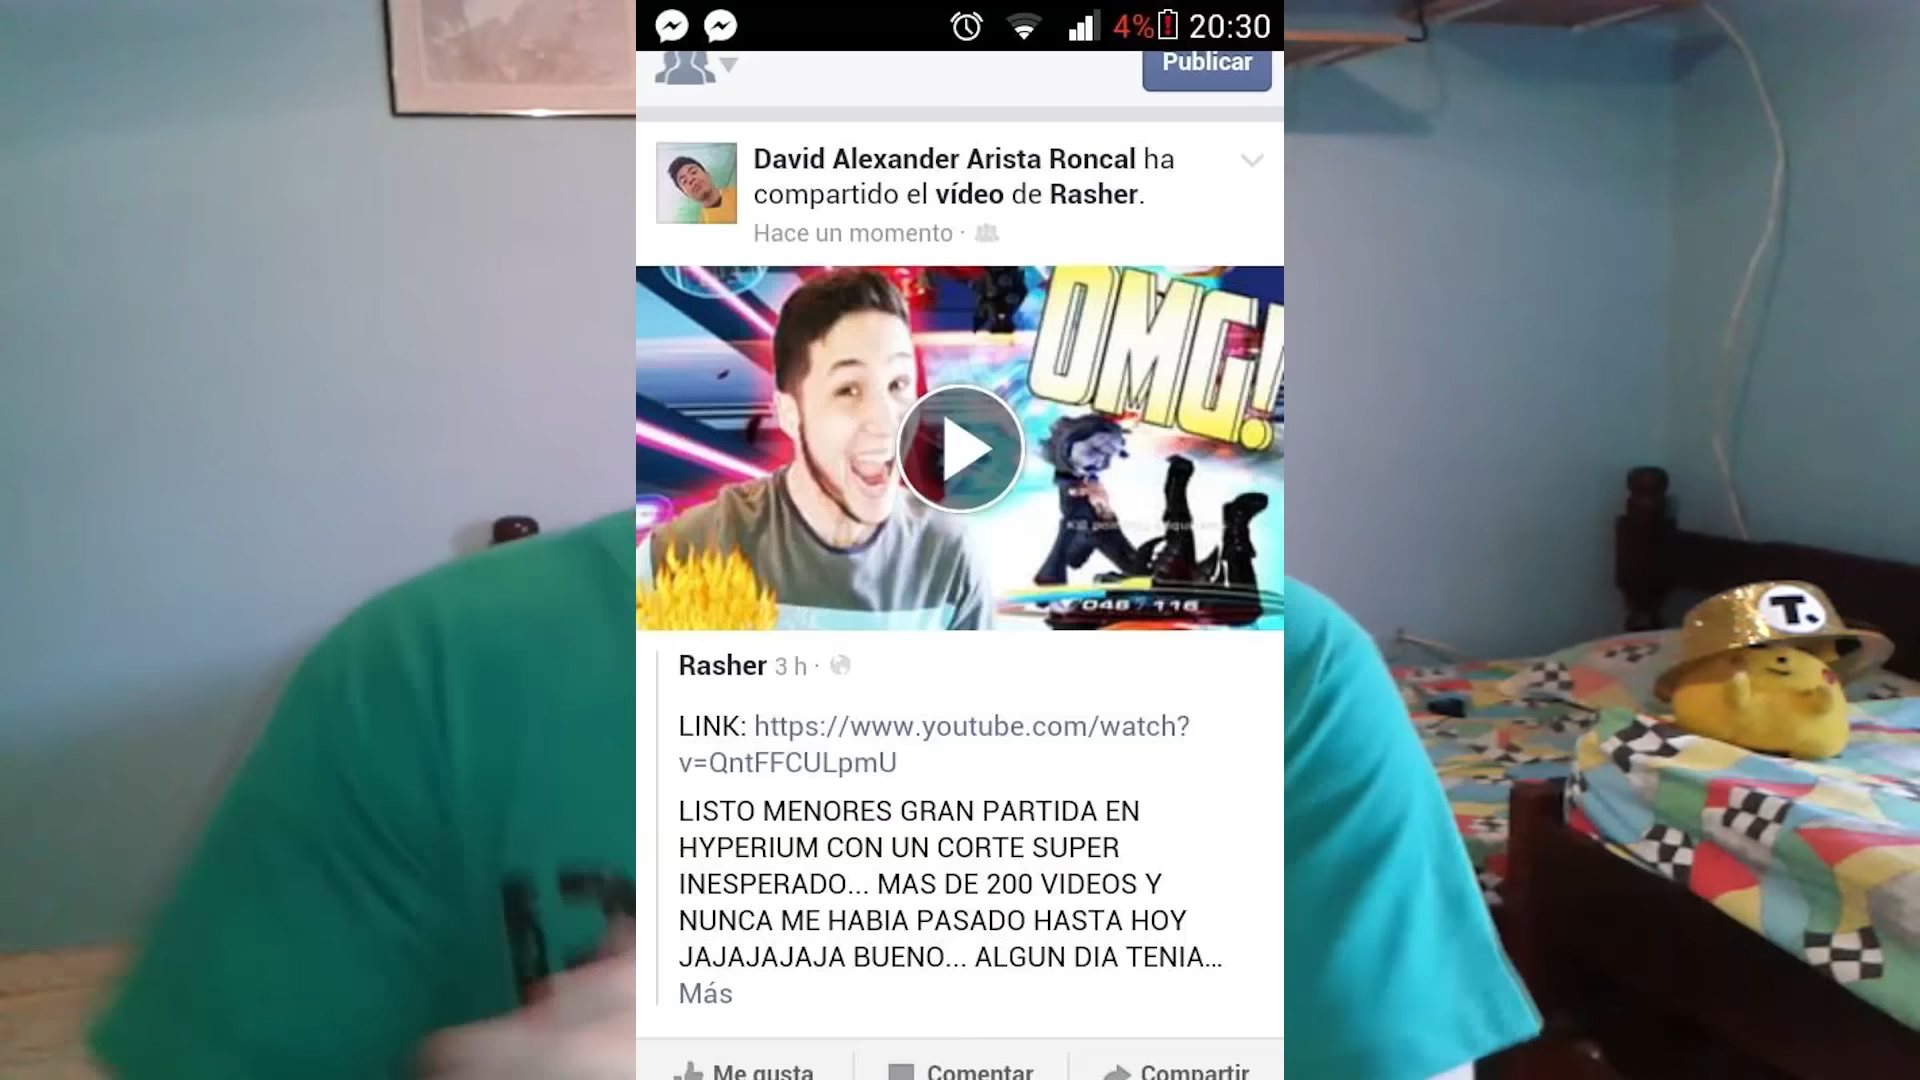 4% 20:30
Publicar
David Alexander Arista Roncal ha
compartido el vídeo de Rasher.
Hace un momento ·
OMG!
048 / 116
Rasher 3 h ·
LINK: https://www.youtube.com/watch?
v=QntFFCULpmU
LISTO MENORES GRAN PARTIDA EN
HYPERIUM CON UN CORTE SUPER
INESPERADO... MAS DE 200 VIDEOS Y
NUNCA ME HABIA PASADO HASTA HOY
JAJAJAJAJA BUENO... ALGUN DIA TENIA...
Más
Me gusta Comentar Compartir
T.